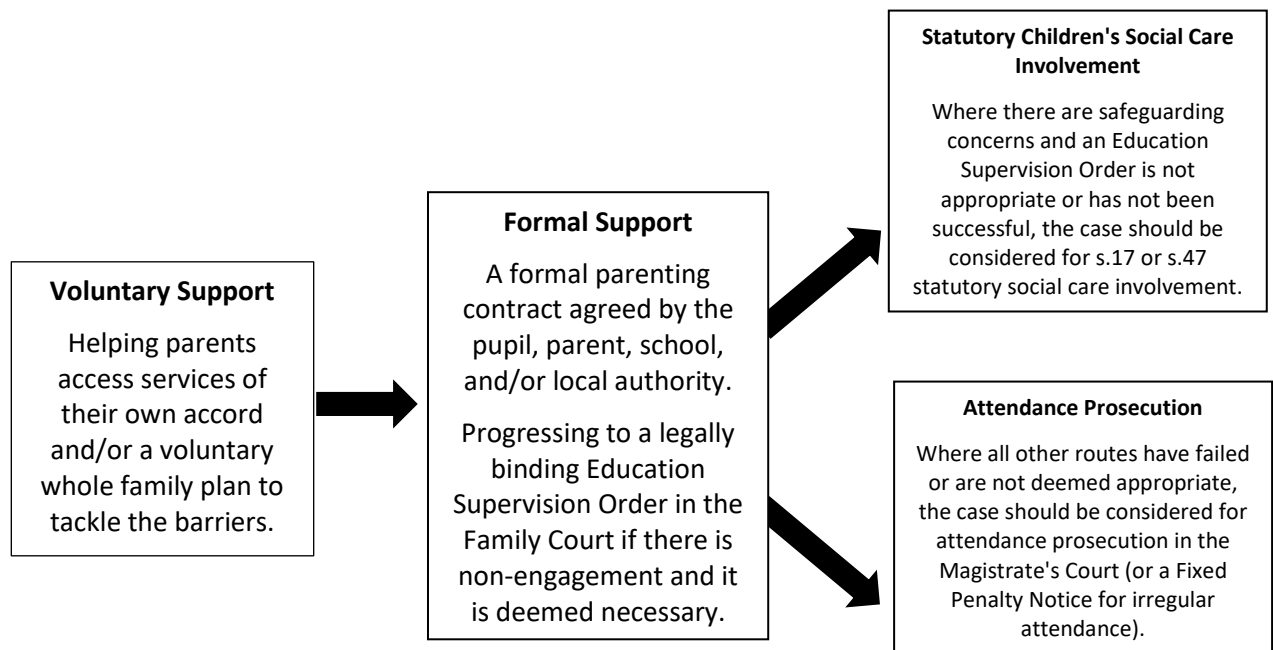 Voluntary Support
Helping parents
access services of
their own accord
and/or a voluntary
whole family plan to
tackle the barriers.
Formal Support
A formal parenting
contract agreed by the
pupil, parent, school,
and/or local authority.
Progressing to a legally
binding Education
Supervision Order in the
Family Court if there is
non-engagement and it
is deemed necessary.
Statutory Children's Social Care
Involvement
Where there are safeguarding
concerns and an Education
Supervision Order is not
appropriate or has not been
successful, the case should be
considered for s.17 or s.47
statutory social care involvement.
Attendance Prosecution
Where all other routes have failed
or are not deemed appropriate,
the case should be considered for
attendance prosecution in the
Magistrate's Court (or a Fixed
Penalty Notice for irregular
attendance).